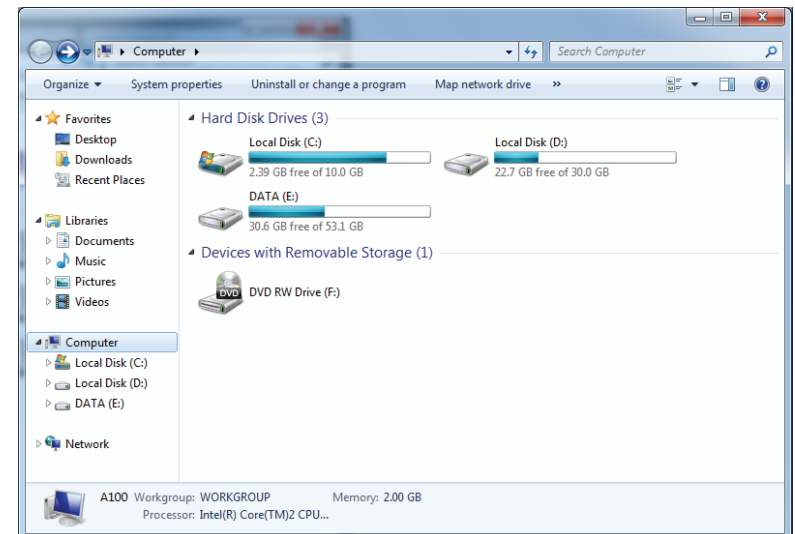 Computer
Search Computer
Organize
System properties
Uninstall or change a program
Map network drive
»
Favorites
Desktop
Downloads
Recent Places
Libraries
Documents
Music
Pictures
Videos
Computer
Local Disk (C:)
Local Disk (D:)
DATA (E:)
Network
Hard Disk Drives (3)
Local Disk (C:)
2.39 GB free of 10.0 GB
Local Disk (D:)
22.7 GB free of 30.0 GB
DATA (E:)
30.6 GB free of 53.1 GB
Devices with Removable Storage (1)
DVD
DVD RW Drive (F:)
A100 Workgroup: WORKGROUP Memory: 2.00 GB
Processor: Intel(R) Core(TM)2 CPU...